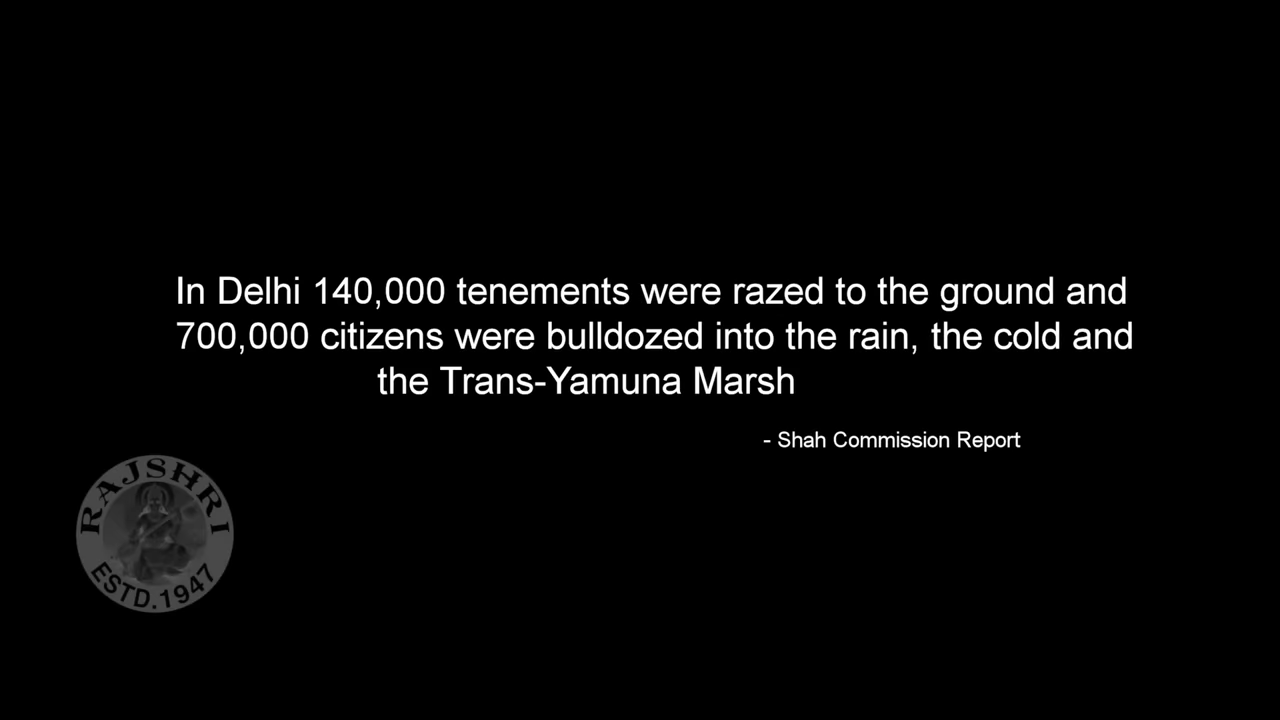 In Delhi 140,000 tenements were razed to the ground and
700,000 citizens were bulldozed into the rain, the cold and
the Trans-Yamuna Marsh
- Shah Commission Report
RAJSHRI
ESTD.1947